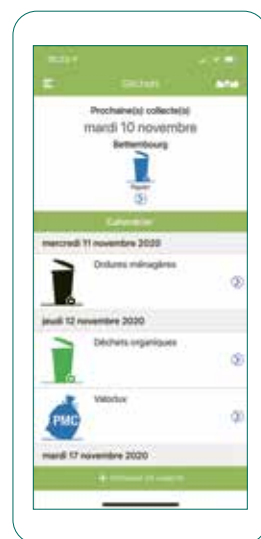 Déchets
Prochaine(s) collecte(s)
mardi 10 novembre
Bettembourg
Papier
Calendrier
mercredi 11 novembre 2020
Ordures ménagères
jeudi 12 novembre 2020
Déchets organiques
Valorlux
PMC
mardi 17 novembre 2020